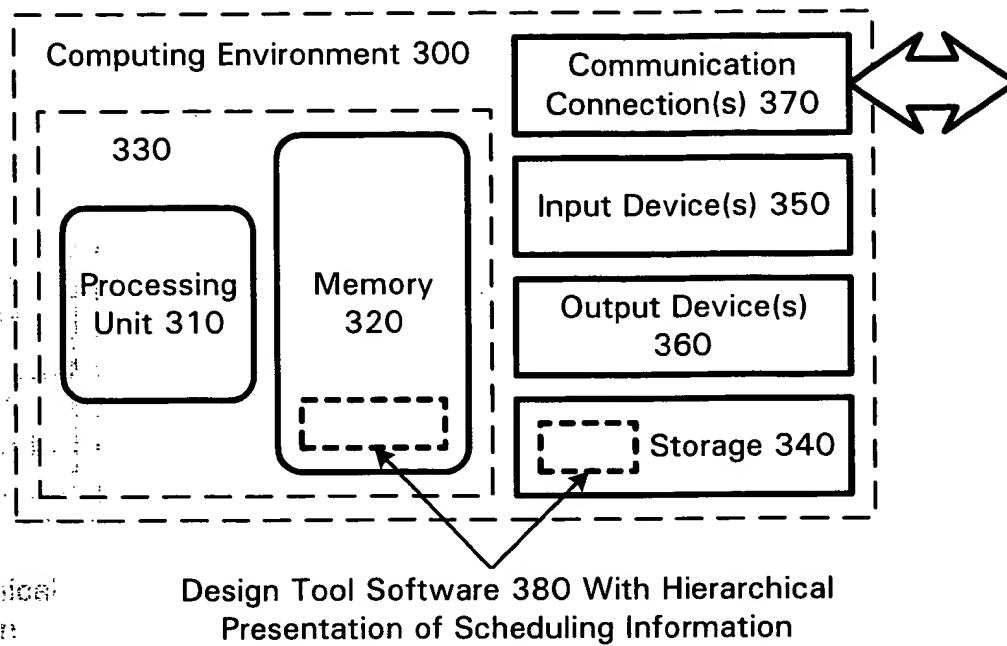 Computing Environment 300
Communication
Connection(s) 370
330
Input Device(s) 350
Processing
Unit 310
Memory
320
Output Device(s)
360
Storage 340
Design Tool Software 380 With Hierarchical
Presentation of Scheduling Information